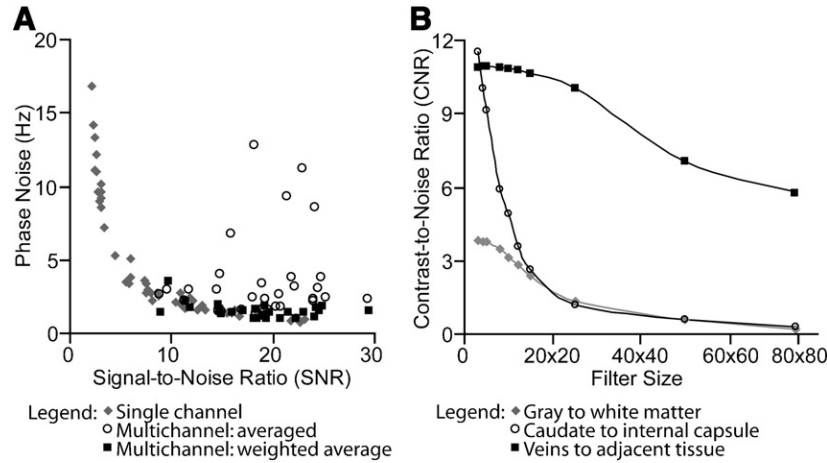 A
Phase Noise (Hz)
20
15
10
5
0
0 10 20 30
Signal-to-Noise Ratio (SNR)
Legend: Single channel
Multichannel: averaged
Multichannel: weighted average
B
Contrast-to-Noise Ratio (CNR)
12
9
6
3
0
0 20x20 40x40 60x60 80x80
Filter Size
Legend: Gray to white matter
Caudate to internal capsule
Veins to adjacent tissue